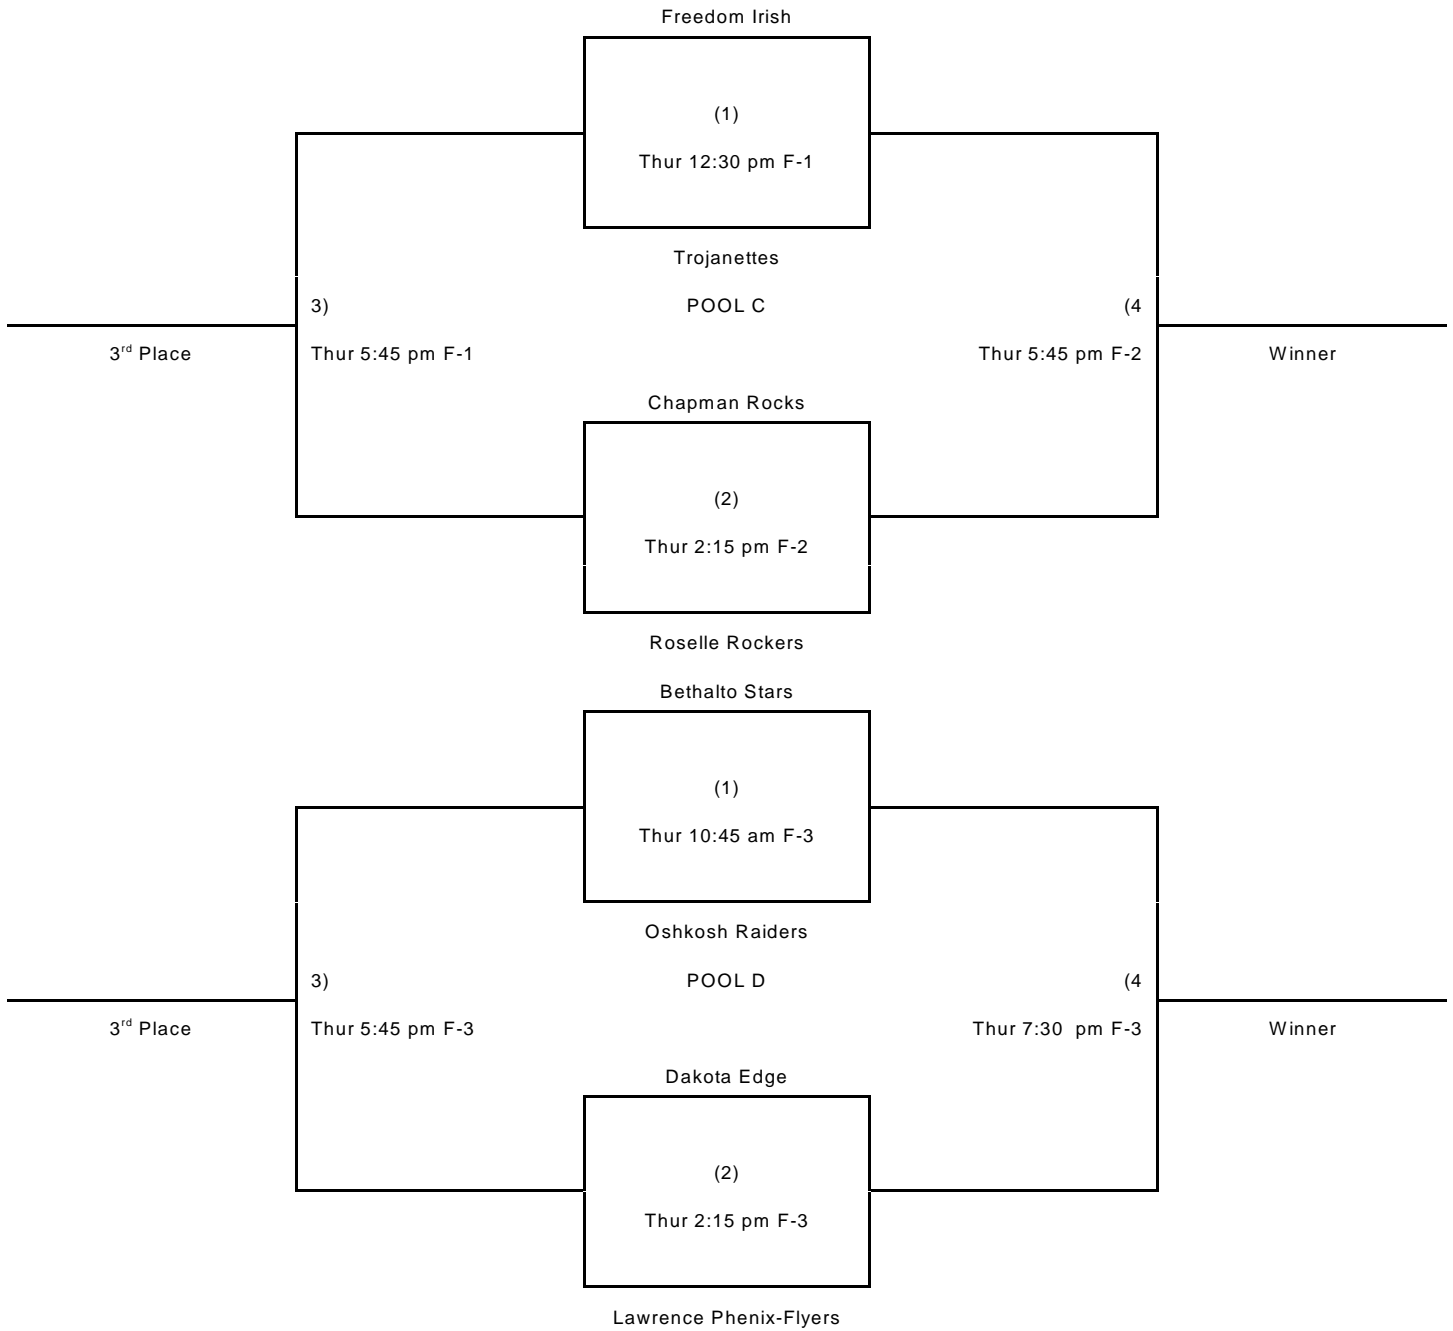 Freedom Irish
(1)
Thur 12:30 pm F-1
Trojanettes
3) POOL C (4
3rd Place Thur 5:45 pm F-1 Thur 5:45 pm F-2 Winner
Chapman Rocks
(2)
Thur 2:15 pm F-2
Roselle Rockers
Bethalto Stars
(1)
Thur 10:45 am F-3
Oshkosh Raiders
3) POOL D (4
3rd Place Thur 5:45 pm F-3 Thur 7:30 pm F-3 Winner
Dakota Edge
(2)
Thur 2:15 pm F-3
Lawrence Phenix-Flyers